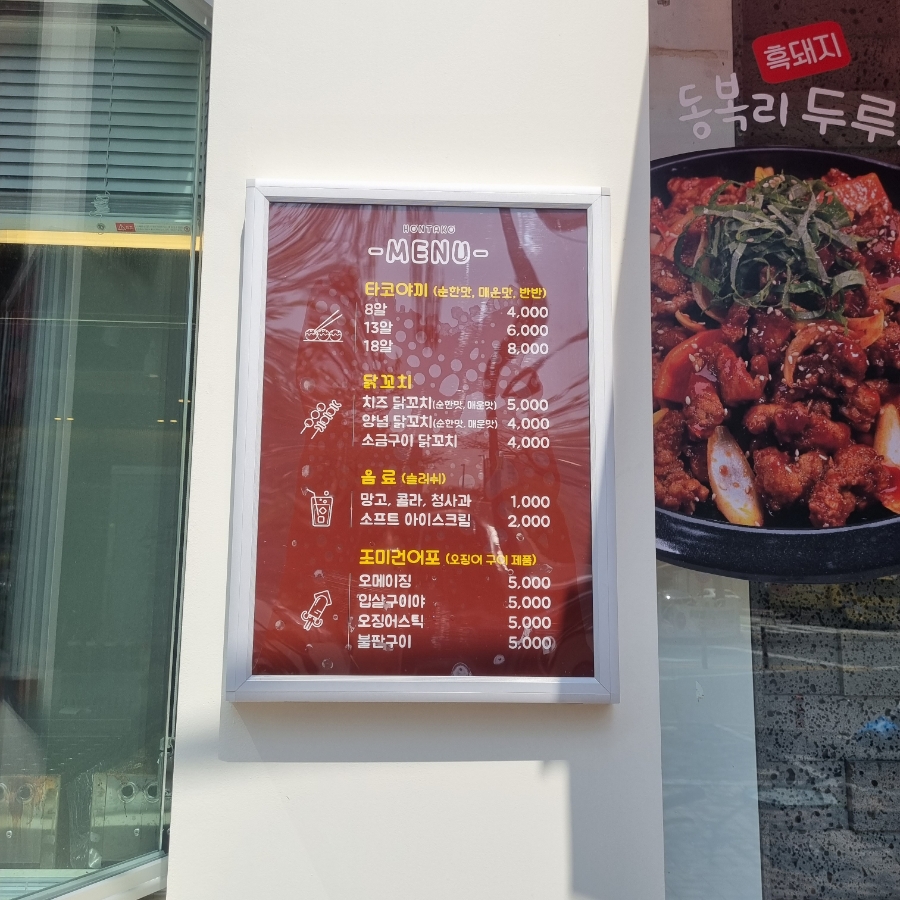 HONTAKO
-MENU-
타코야끼 (순한맛, 매운맛, 반반)
8알 4,000
13알 6,000
18알 8,000
닭꼬치
치즈 닭꼬치(순한맛, 매운맛) 5,000
양념 닭꼬치(순한맛, 매운맛) 4,000
소금구이 닭꼬치 4,000
음료 (슬러쉬)
망고, 콜라, 청사과 1,000
소프트 아이스크림 2,000
조미건어포 (오징어 구이 제품)
오메이징 5,000
입살구이야 5,000
오징어스틱 5,000
불판구이 5,000
흑돼지
동복리 두루